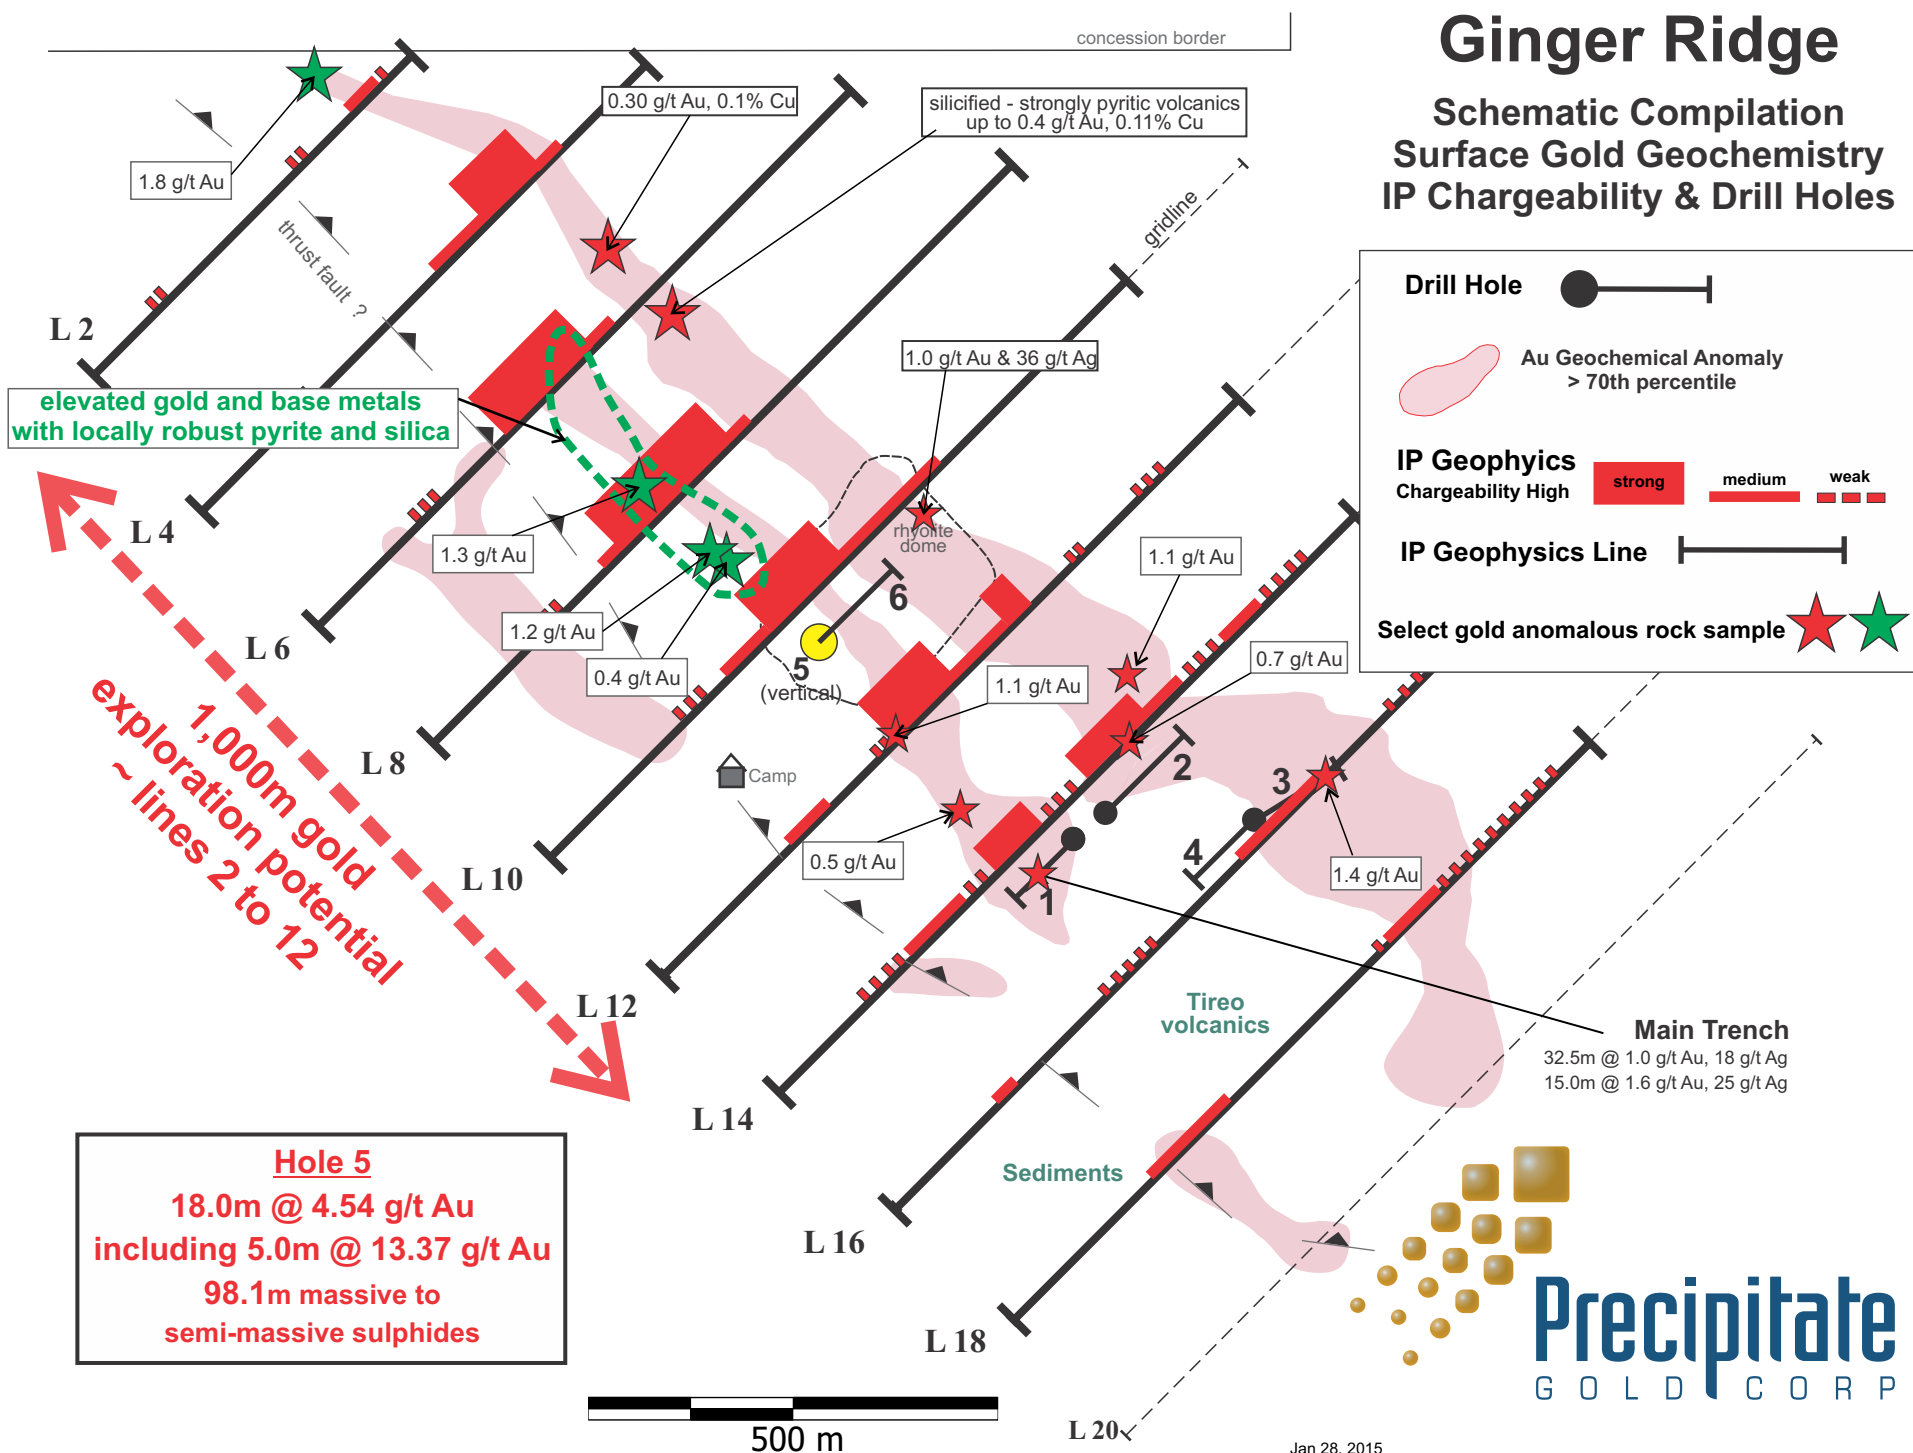 concession border
Ginger Ridge
Schematic Compilation
Surface Gold Geochemistry
IP Chargeability & Drill Holes
0.30 g/t Au, 0.1% Cu
silicified - strongly pyritic volcanics
up to 0.4 g/t Au, 0.11% Cu
1.8 g/t Au
thrust fault ?
gridline
Drill Hole
Au Geochemical Anomaly
> 70th percentile
IP Geophyics
Chargeability High
strong
medium
weak
IP Geophysics Line
Select gold anomalous rock sample
L 2
1.0 g/t Au & 36 g/t Ag
elevated gold and base metals
with locally robust pyrite and silica
L 4
rhyolite
dome
1.3 g/t Au
1.1 g/t Au
6
1.2 g/t Au
L 6
0.4 g/t Au
5
(vertical)
1.1 g/t Au
0.7 g/t Au
1,000m gold
exploration potential
~ lines 2 to 12
L 8
Camp
2
3
4
0.5 g/t Au
1.4 g/t Au
L 10
1
L 12
Tireo
volcanics
Main Trench
32.5m @ 1.0 g/t Au, 18 g/t Ag
15.0m @ 1.6 g/t Au, 25 g/t Ag
L 14
Sediments
Hole 5
18.0m @ 4.54 g/t Au
including 5.0m @ 13.37 g/t Au
98.1m massive to
semi-massive sulphides
L 16
L 18
Precipitate
GOLD CORP
500 m
L 20
Jan 28, 2015